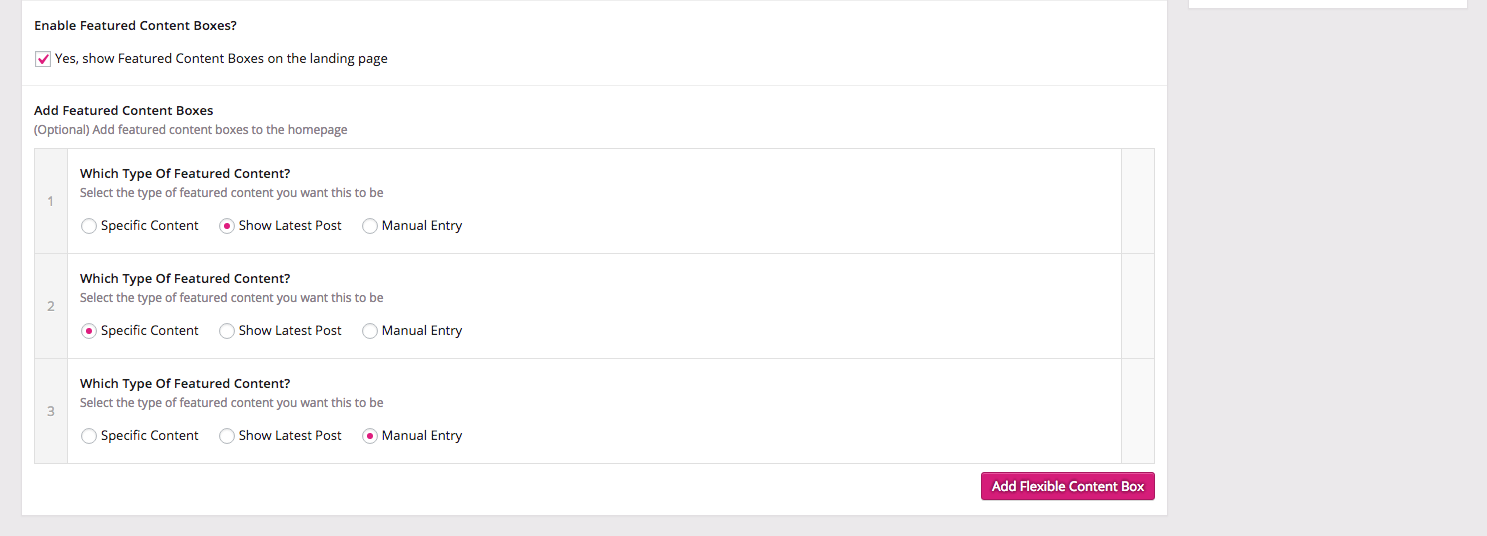 Enable Featured Content Boxes?
Yes, show Featured Content Boxes on the landing page
Add Featured Content Boxes
(Optional) Add featured content boxes to the homepage
1
Which Type Of Featured Content?
Select the type of featured content you want this to be
Specific Content Show Latest Post Manual Entry
2
Which Type Of Featured Content?
Select the type of featured content you want this to be
Specific Content Show Latest Post Manual Entry
3
Which Type Of Featured Content?
Select the type of featured content you want this to be
Specific Content Show Latest Post Manual Entry
Add Flexible Content Box